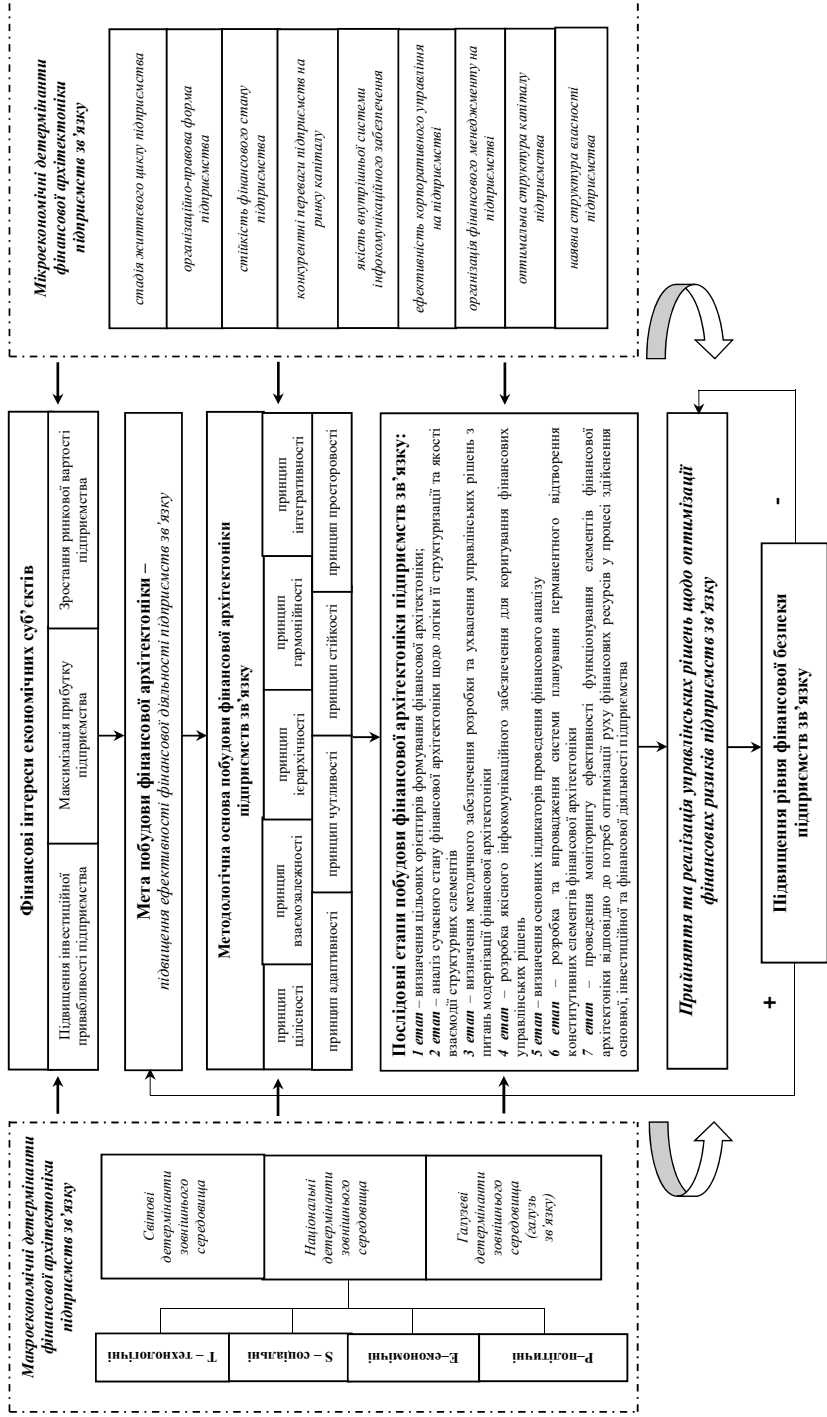 Макроекономічні детермінанти
фінансової архітектоніки
підприємств зв’язку
T – технологічні
S – соціальні
E–економічні
P–політичні
Світові
детермінанти
зовнішнього
середовища
Національні
детермінанти
зовнішнього
середовища
Галузеві
детермінанти
зовнішнього
середовища
(галузь
зв’язку)
Фінансові інтереси економічних суб’єктів
Підвищення інвестиційної
привабливості підприємства
Максимізація прибутку
підприємства
Зростання ринкової вартості
підприємства
Мета побудови фінансової архітектоніки –
підвищення ефективності фінансової діяльності підприємств зв’язку
Методологічна основа побудови фінансової архітектоніки
підприємств зв’язку
принцип
цілісності
принцип
взаємозалежності
принцип
ієрархічності
принцип
гармонійності
принцип
інтегративності
принцип адаптивності
принцип чутливості
принцип стійкості
принцип просторовості
Послідовні етапи побудови фінансової архітектоніки підприємств зв’язку:
1 етап – визначення цільових орієнтирів формування фінансової архітектоніки;
2 етап – аналіз сучасного стану фінансової архітектоніки щодо логіки її структуризації та якості
взаємодії структурних елементів
3 етап – визначення методичного забезпечення розробки та ухвалення управлінських рішень з
питань модернізації фінансової архітектоніки
4 етап – розробка якісного інфокомунікаційного забезпечення для коригування фінансових
управлінських рішень
5 етап – визначення основних індикаторів проведення фінансового аналізу
6 етап – розробка та впровадження системи планування перманентного відтворення
конститутивних елементів фінансової архітектоніки
7 етап – проведення моніторингу ефективності функціонування елементів фінансової
архітектоніки відповідно до потреб оптимізації руху фінансових ресурсів у процесі здійснення
основної, інвестиційної та фінансової діяльності підприємства
Прийняття та реалізація управлінських рішень щодо оптимізації
фінансових ризиків підприємств зв’язку
+
-
Підвищення рівня фінансової безпеки
підприємств зв’язку
Мікроекономічні детермінанти
фінансової архітектоніки
підприємств зв’язку
стадія життєвого циклу підприємства
організаційно-правова форма
підприємства
стійкість фінансового стану
підприємства
конкурентні переваги підприємств на
ринку капіталу
якість внутрішньої системи
інфокомунікаційного забезпечення
ефективність корпоративного управління
на підприємстві
організація фінансового менеджменту на
підприємстві
оптимальна структура капіталу
підприємства
наявна структура власності
підприємства